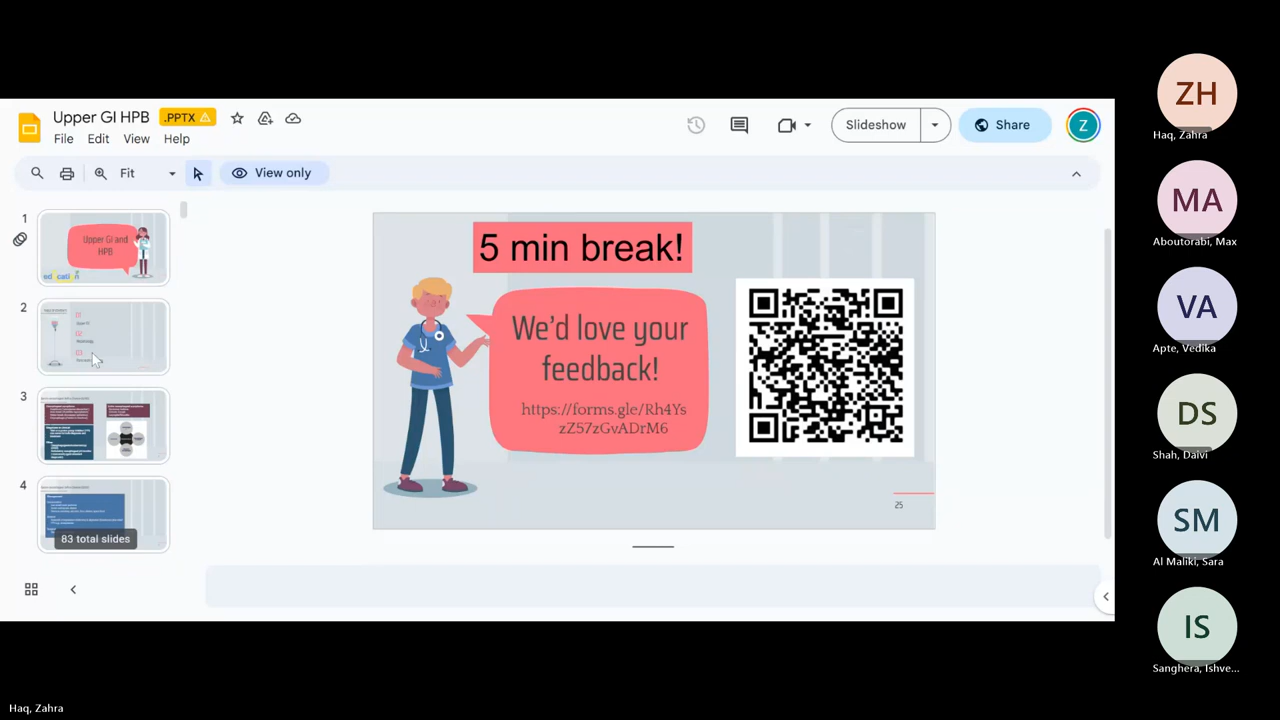 Upper GI HPB .PPTX
File Edit View Help
Slideshow
Share
Z
Fit
View only
1
Upper GI and
HPB
2
3
4
83 total slides
5 min break!
We'd love your
feedback!
https://forms.gle/Rh4Ys
zZ57zGvADrM6
25
ZH
Haq, Zahra
MA
Aboutorabi, Max
VA
Apte, Vedika
DS
Shah, Daivi
SM
Al Maliki, Sara
IS
Sanghera, Ishve...
Haq, Zahra